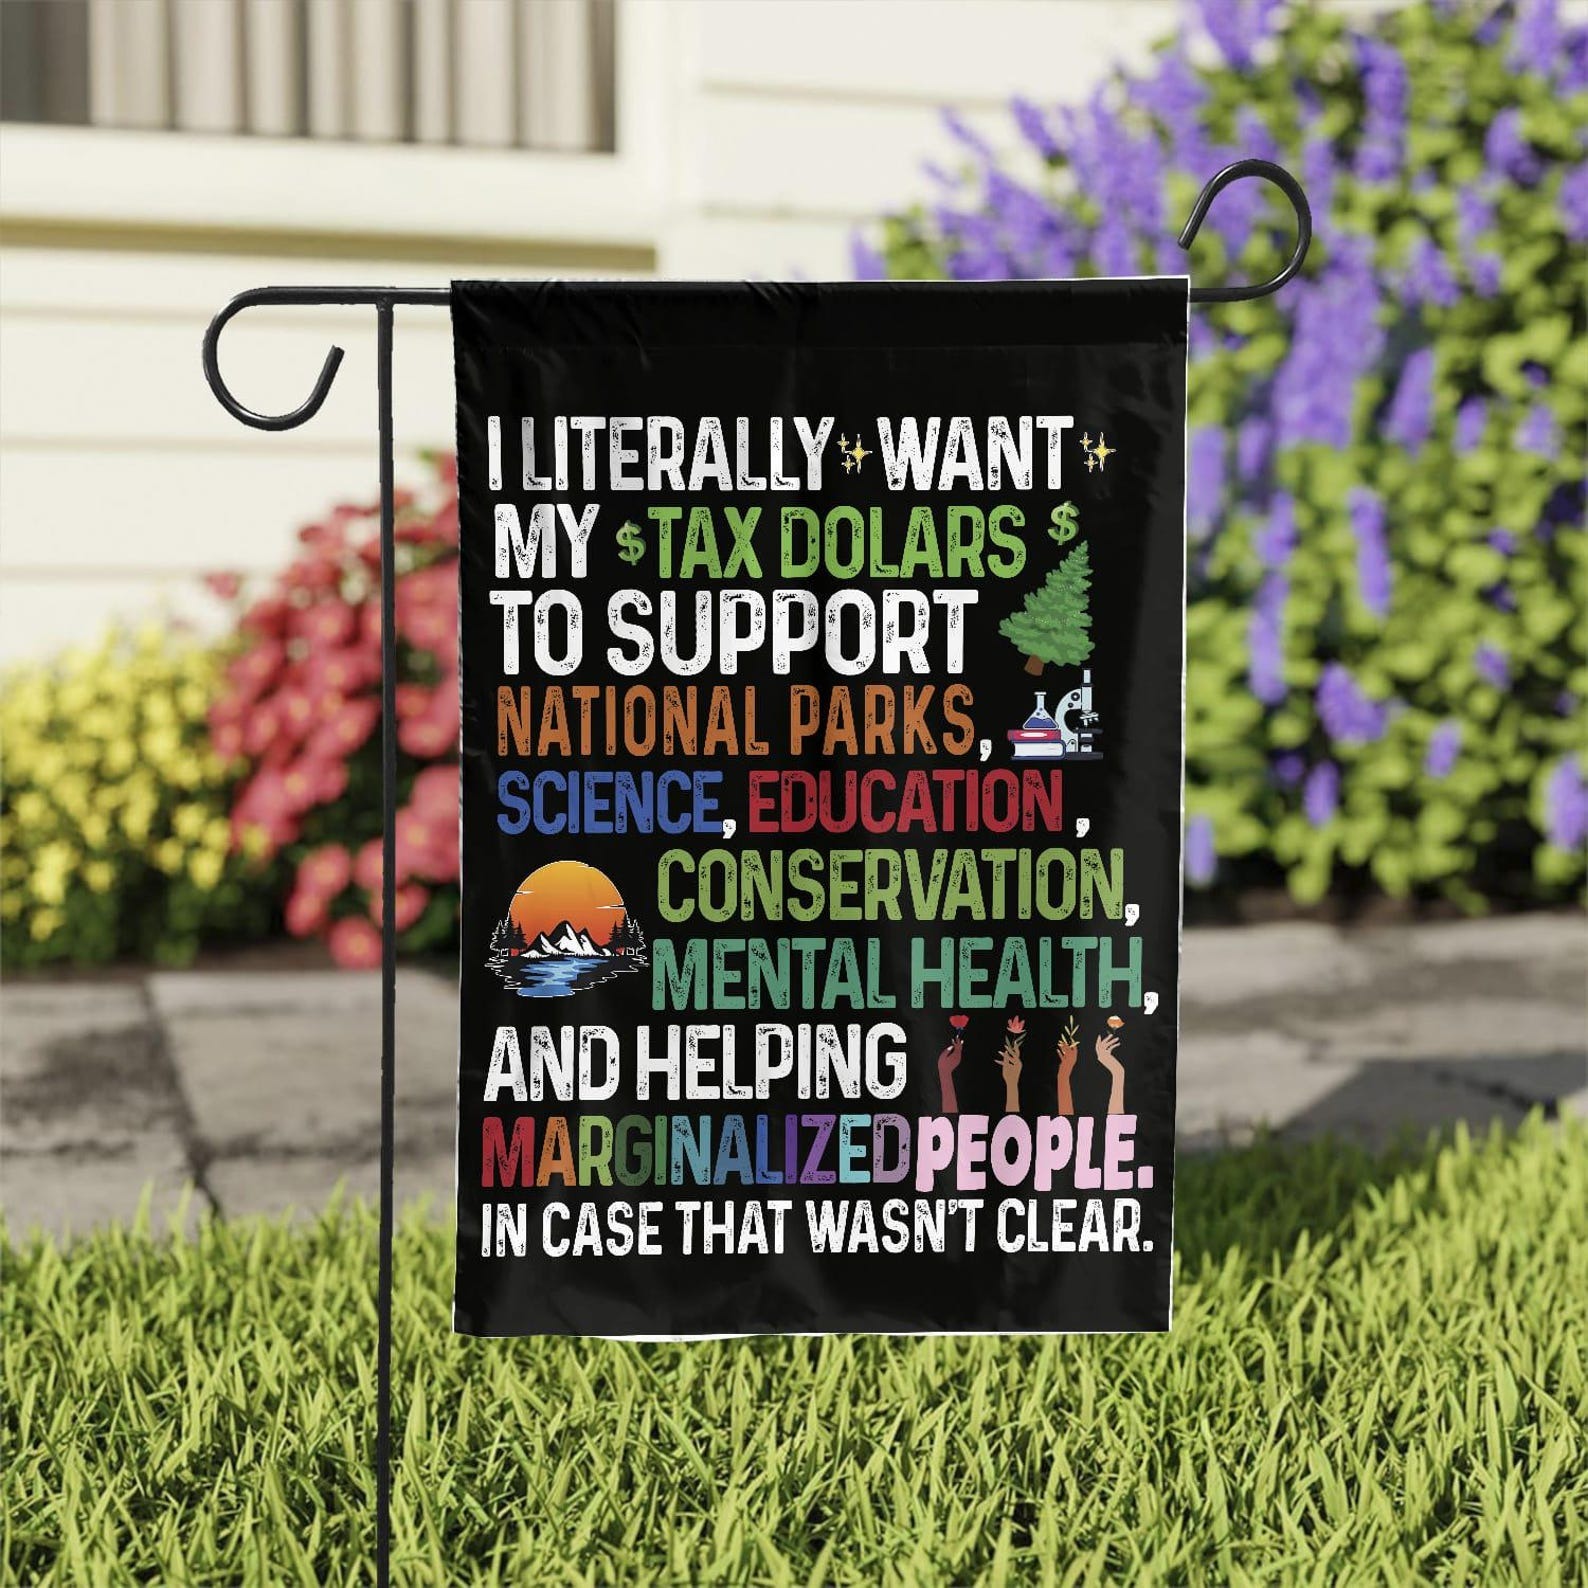 I LITERALLY WANT
MY $ TAX DOLARS $
TO SUPPORT
NATIONAL PARKS,
SCIENCE, EDUCATION,
CONSERVATION,
MENTAL HEALTH,
AND HELPING
MARGINALIZED PEOPLE.
IN CASE THAT WASN'T CLEAR.